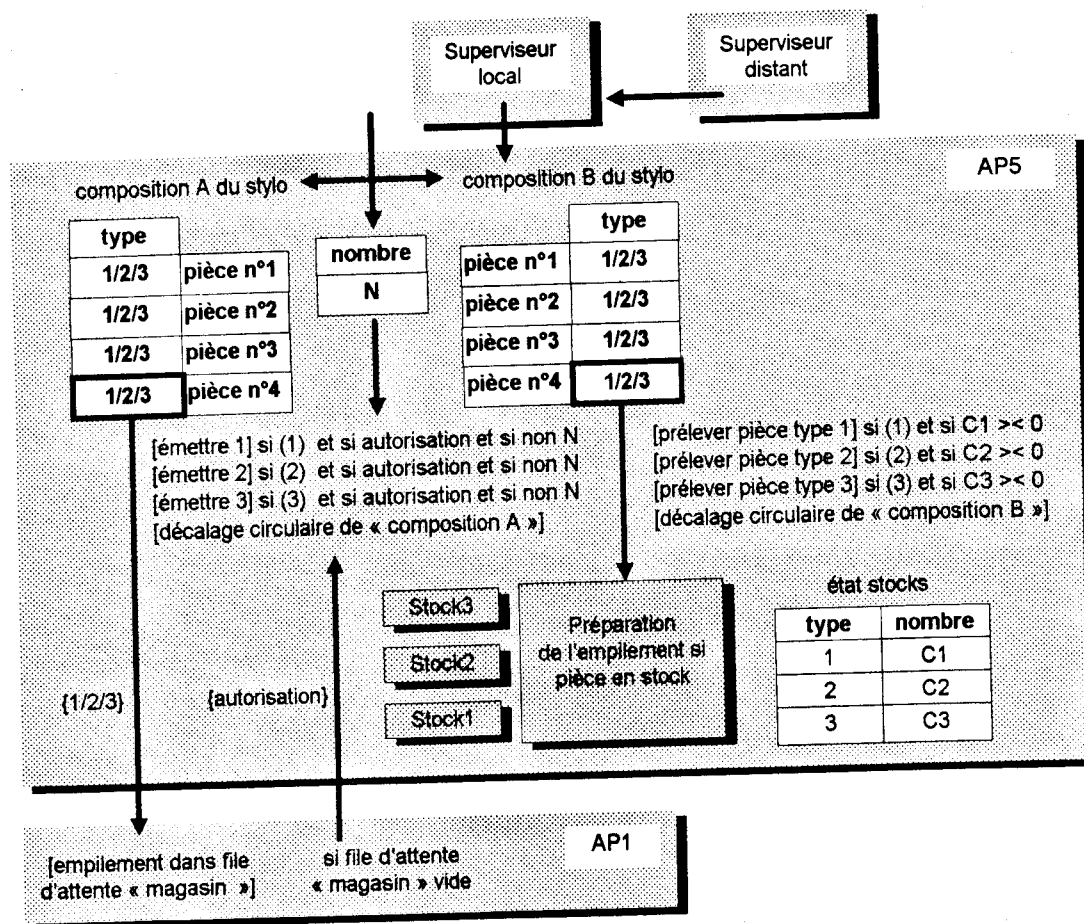 Superviseur
local
Superviseur
distant
AP5
composition A du stylo
composition B du stylo
type
1/2/3 pièce n°1
1/2/3 pièce n°2
1/2/3 pièce n°3
1/2/3 pièce n°4
nombre
N
type
pièce n°1 1/2/3
pièce n°2 1/2/3
pièce n°3 1/2/3
pièce n°4 1/2/3
[émettre 1] si (1) et si autorisation et si non N
[émettre 2] si (2) et si autorisation et si non N
[émettre 3] si (3) et si autorisation et si non N
[décalage circulaire de « composition A »]
[prélever pièce type 1] si (1) et si C1 >< 0
[prélever pièce type 2] si (2) et si C2 >< 0
[prélever pièce type 3] si (3) et si C3 >< 0
[décalage circulaire de « composition B »]
Stock3
Stock2
Stock1
Préparation
de l'empilement si
pièce en stock
état stocks
type nombre
1 C1
2 C2
3 C3
{1/2/3}
{autorisation}
AP1
[empilement dans file
d'attente « magasin »]
si file d'attente
« magasin » vide